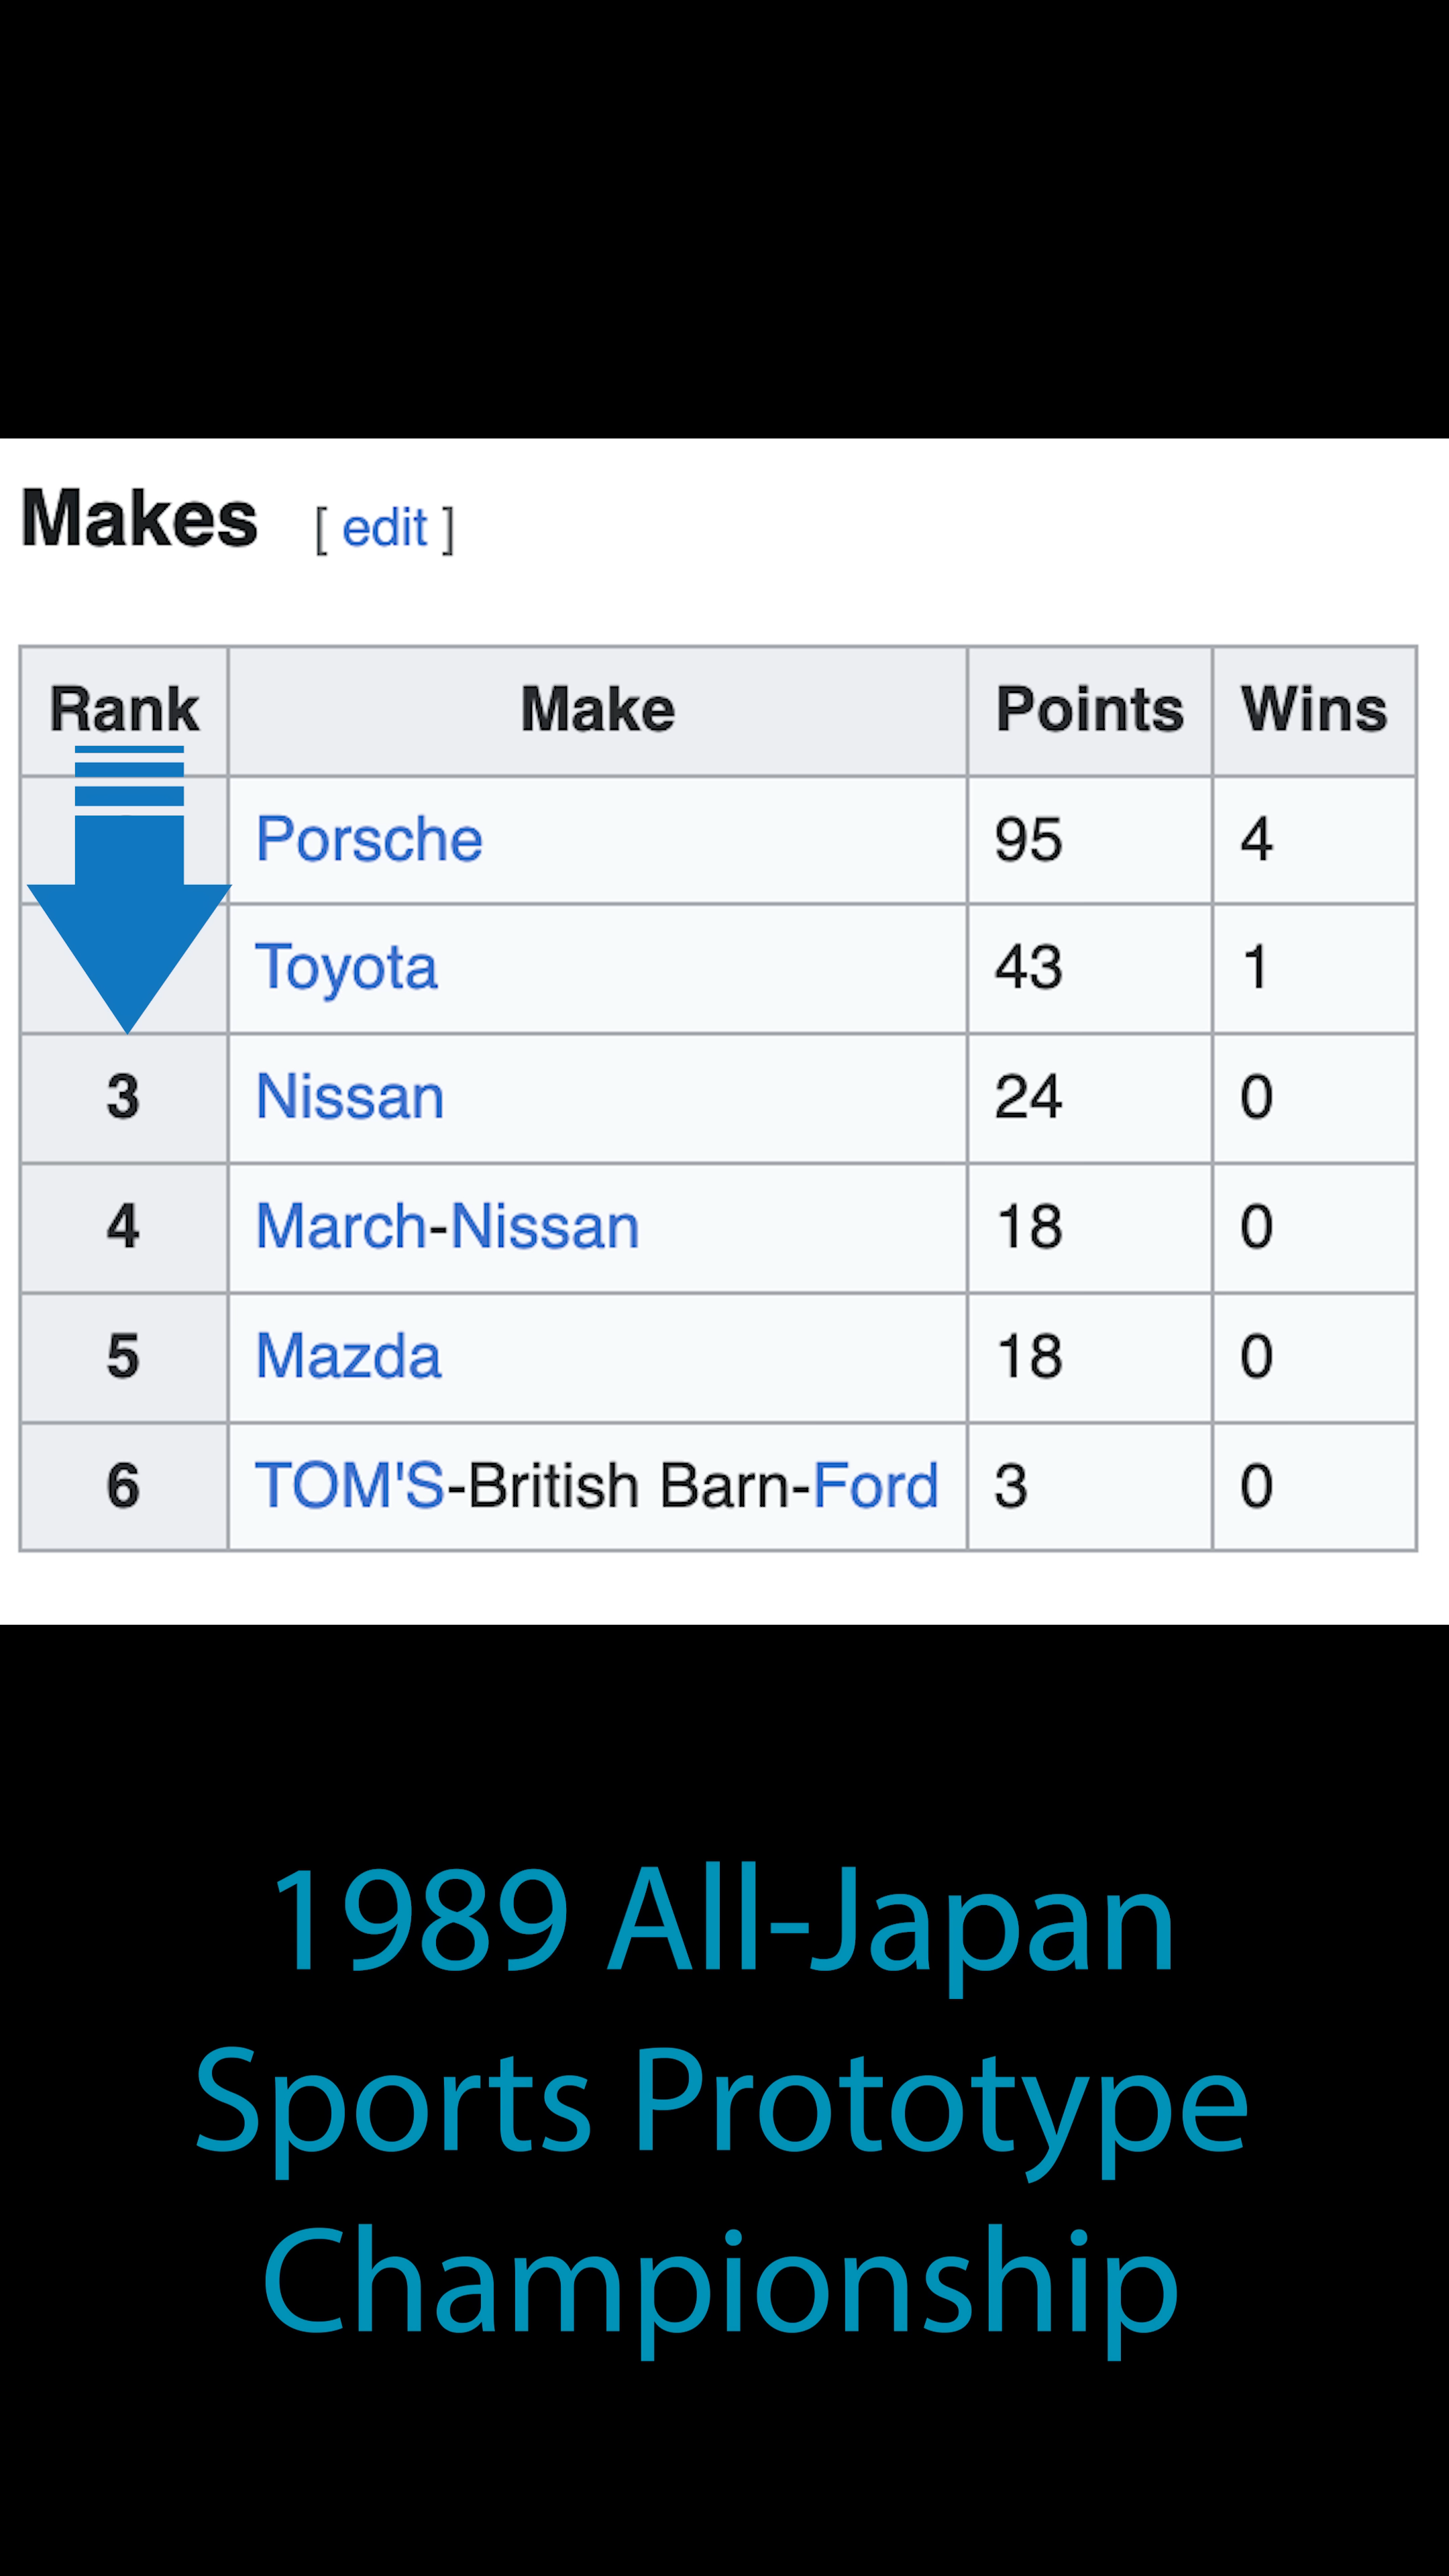 Makes [ edit ]
Rank Make Points Wins
Porsche 95 4
Toyota 43 1
3 Nissan 24 0
4 March-Nissan 18 0
5 Mazda 18 0
6 TOM'S-British Barn-Ford 3 0
1989 All-Japan
Sports Prototype
Championship